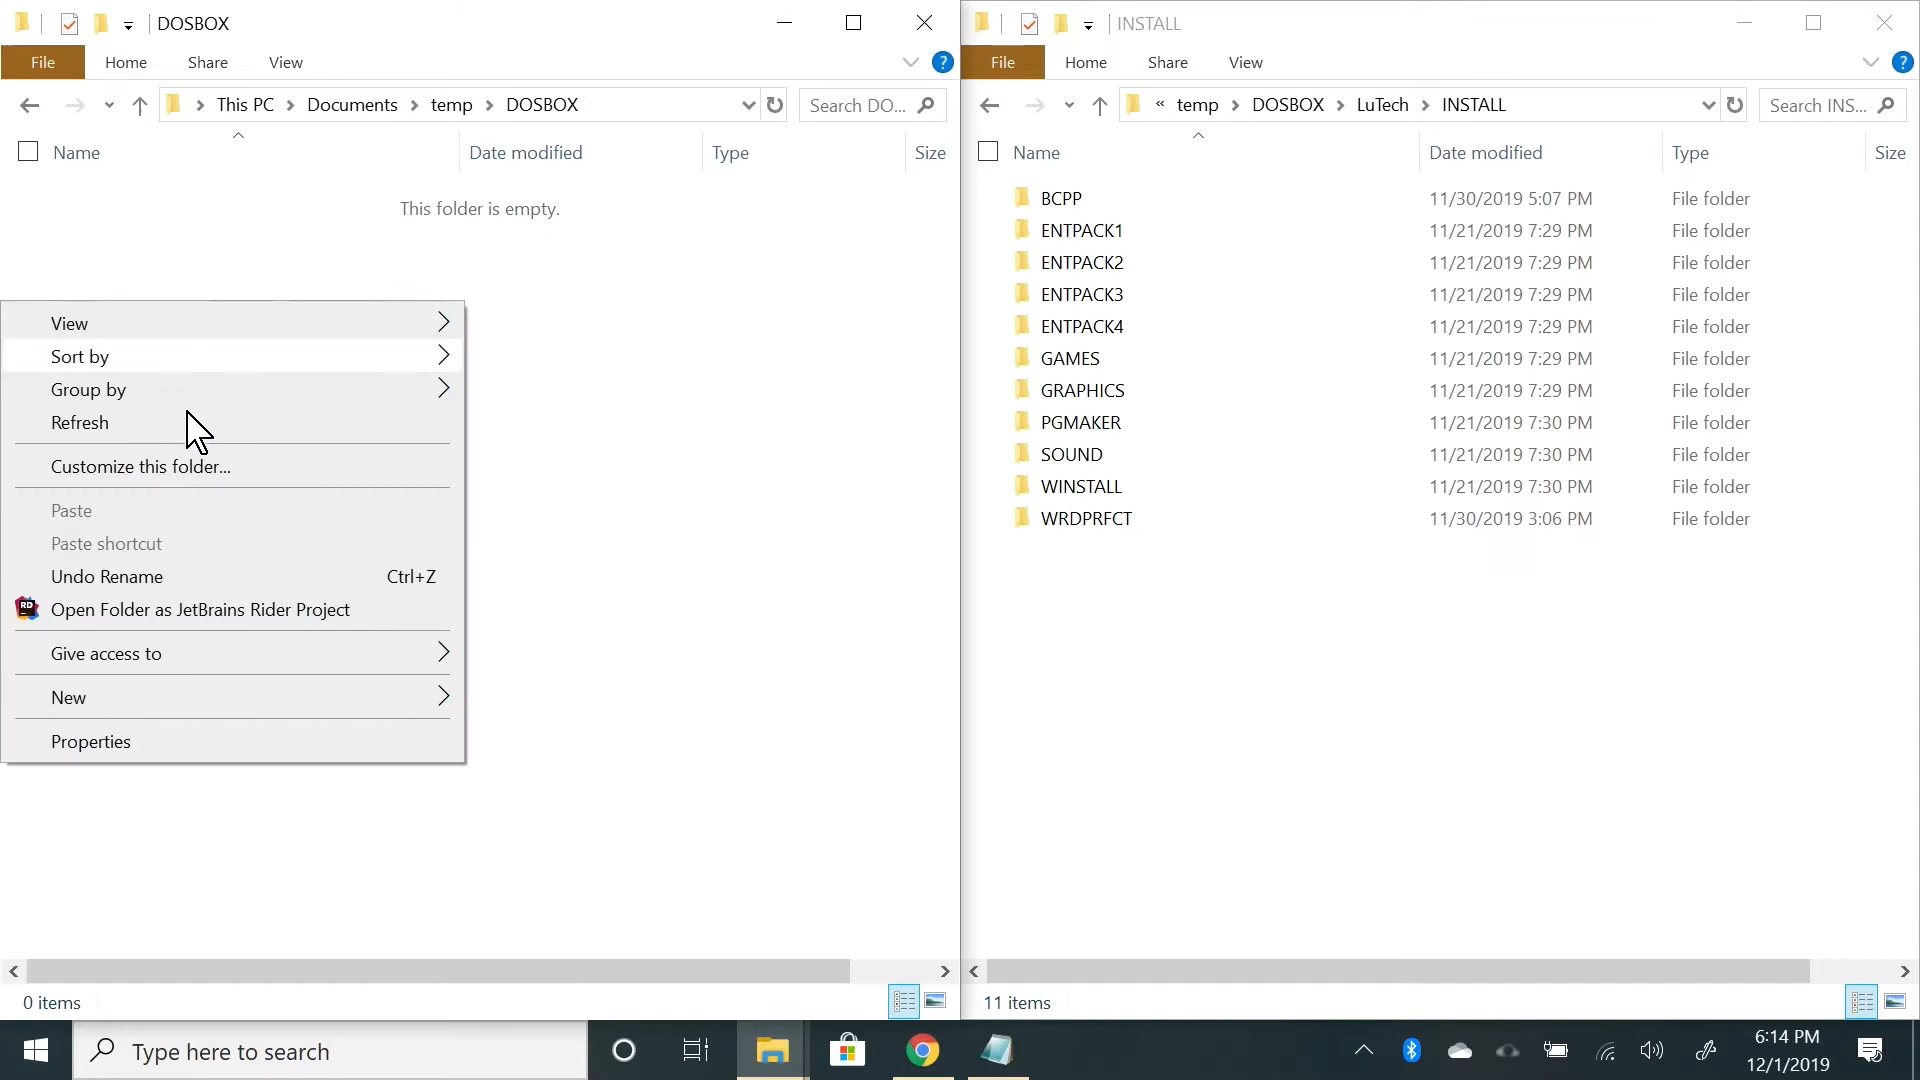 DOSBOX
File Home Share View
This PC Documents temp DOSBOX
Search DO...
Name Date modified Type Size
This folder is empty.
View
Sort by
Group by
Refresh
Customize this folder...
Paste
Paste shortcut
Undo Rename Ctrl+Z
RD Open Folder as JetBrains Rider Project
Give access to
New
Properties
0 items
INSTALL
File Home Share View
« temp DOSBOX LuTech INSTALL
Search INS...
Name Date modified Type Size
BCPP 11/30/2019 5:07 PM File folder
ENTPACK1 11/21/2019 7:29 PM File folder
ENTPACK2 11/21/2019 7:29 PM File folder
ENTPACK3 11/21/2019 7:29 PM File folder
ENTPACK4 11/21/2019 7:29 PM File folder
GAMES 11/21/2019 7:29 PM File folder
GRAPHICS 11/21/2019 7:29 PM File folder
PGMAKER 11/21/2019 7:30 PM File folder
SOUND 11/21/2019 7:30 PM File folder
WINSTALL 11/21/2019 7:30 PM File folder
WRDPRFCT 11/30/2019 3:06 PM File folder
11 items
Type here to search
6:14 PM
12/1/2019